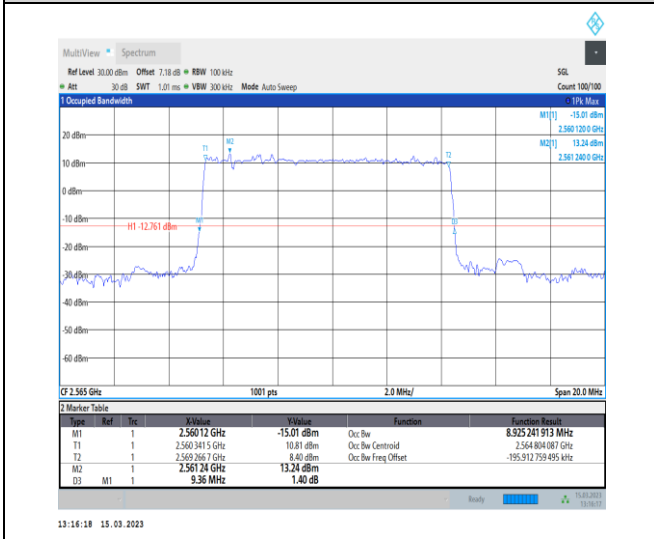 MultiView Spectrum
Ref Level 30.00 dBm Offset 7.18 dB RBW 100 kHz SGL
Att 30 dB SWT 1.01 ms VBW 300 kHz Mode Auto Sweep Count 100/100
1 Occupied Bandwidth 1Pk Max
M1[1] -15.01 dBm
2.560 120 0 GHz
M2[1] 13.24 dBm
2.561 240 0 GHz
20 dBm
M2
T1
T2
10 dBm
0 dBm
-10 dBm
M1
D3
H1 -12.761 dBm
-20 dBm
-30 dBm
-40 dBm
-50 dBm
-60 dBm
CF 2.565 GHz 1001 pts 2.0 MHz/ Span 20.0 MHz
2 Marker Table
Type Ref Trc X-Value Y-Value Function Function Result
M1 1 2.56012 GHz -15.01 dBm Occ Bw 8.925 241 913 MHz
T1 1 2.560 341 5 GHz 10.81 dBm Occ Bw Centroid 2.564 804 087 GHz
T2 1 2.569 266 7 GHz 8.40 dBm Occ Bw Freq Offset -195.912 759 495 kHz
M2 1 2.56124 GHz 13.24 dBm
D3 M1 1 9.36 MHz 1.40 dB
Ready 15.03.2023
13:16:17
13:16:18 15.03.2023